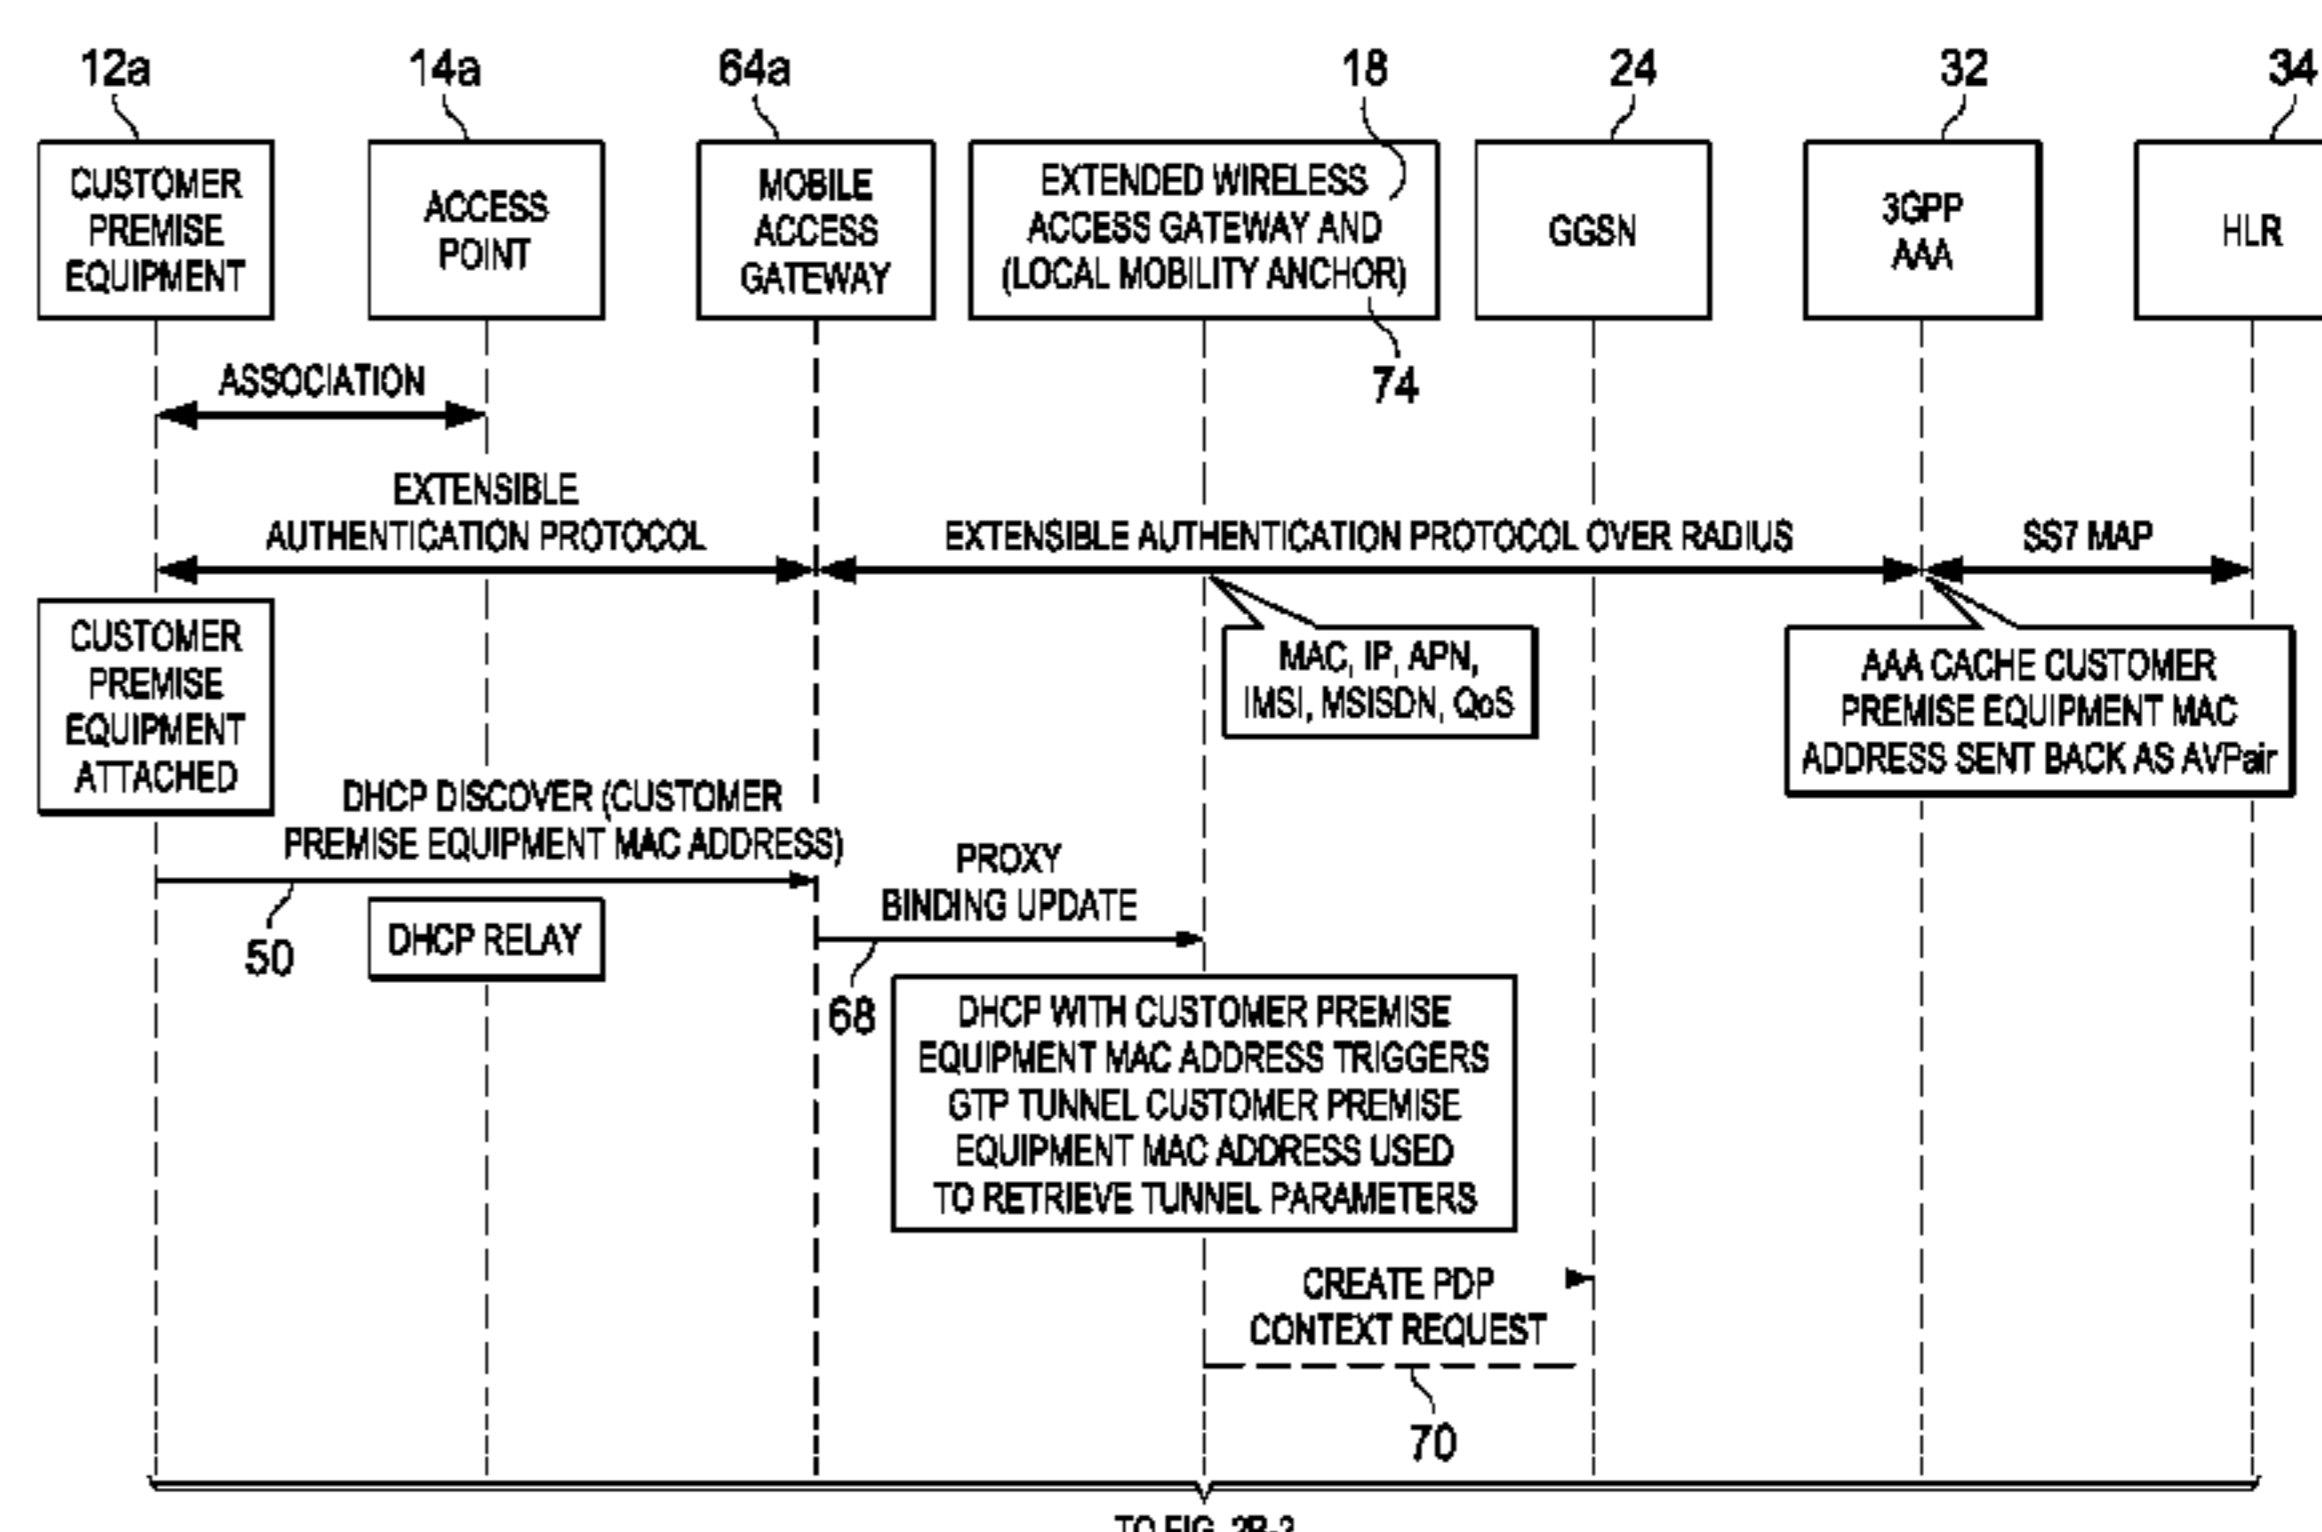 12a
14a
64a
18
24
32
34
CUSTOMER
PREMISE
EQUIPMENT
ACCESS
POINT
MOBILE
ACCESS
GATEWAY
EXTENDED WIRELESS
ACCESS GATEWAY AND
(LOCAL MOBILITY ANCHOR)
GGSN
3GPP
AAA
HLR
74
ASSOCIATION
EXTENSIBLE
AUTHENTICATION PROTOCOL
EXTENSIBLE AUTHENTICATION PROTOCOL OVER RADIUS
SS7 MAP
CUSTOMER
PREMISE
EQUIPMENT
ATTACHED
MAC, IP, APN,
IMSI, MSISDN, QoS
AAA CACHE CUSTOMER
PREMISE EQUIPMENT MAC
ADDRESS SENT BACK AS AVPair
DHCP DISCOVER (CUSTOMER
PREMISE EQUIPMENT MAC ADDRESS)
50
DHCP RELAY
PROXY
BINDING UPDATE
68
DHCP WITH CUSTOMER PREMISE
EQUIPMENT MAC ADDRESS TRIGGERS
GTP TUNNEL CUSTOMER PREMISE
EQUIPMENT MAC ADDRESS USED
TO RETRIEVE TUNNEL PARAMETERS
CREATE PDP
CONTEXT REQUEST
70
TO FIG. 2B-2